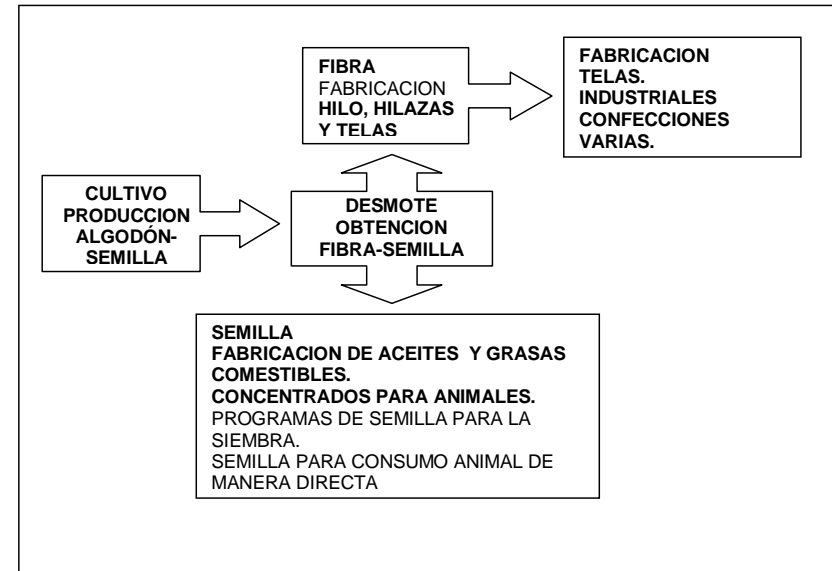 FIBRA
FABRICACION
HILO, HILAZAS
Y TELAS
FABRICACION
TELAS.
INDUSTRIALES
CONFECCIONES
VARIAS.
CULTIVO
PRODUCCION
ALGODÓN-
SEMILLA
DESMOTE
OBTENCION
FIBRA-SEMILLA
SEMILLA
FABRICACION DE ACEITES Y GRASAS
COMESTIBLES.
CONCENTRADOS PARA ANIMALES.
PROGRAMAS DE SEMILLA PARA LA
SIEMBRA.
SEMILLA PARA CONSUMO ANIMAL DE
MANERA DIRECTA